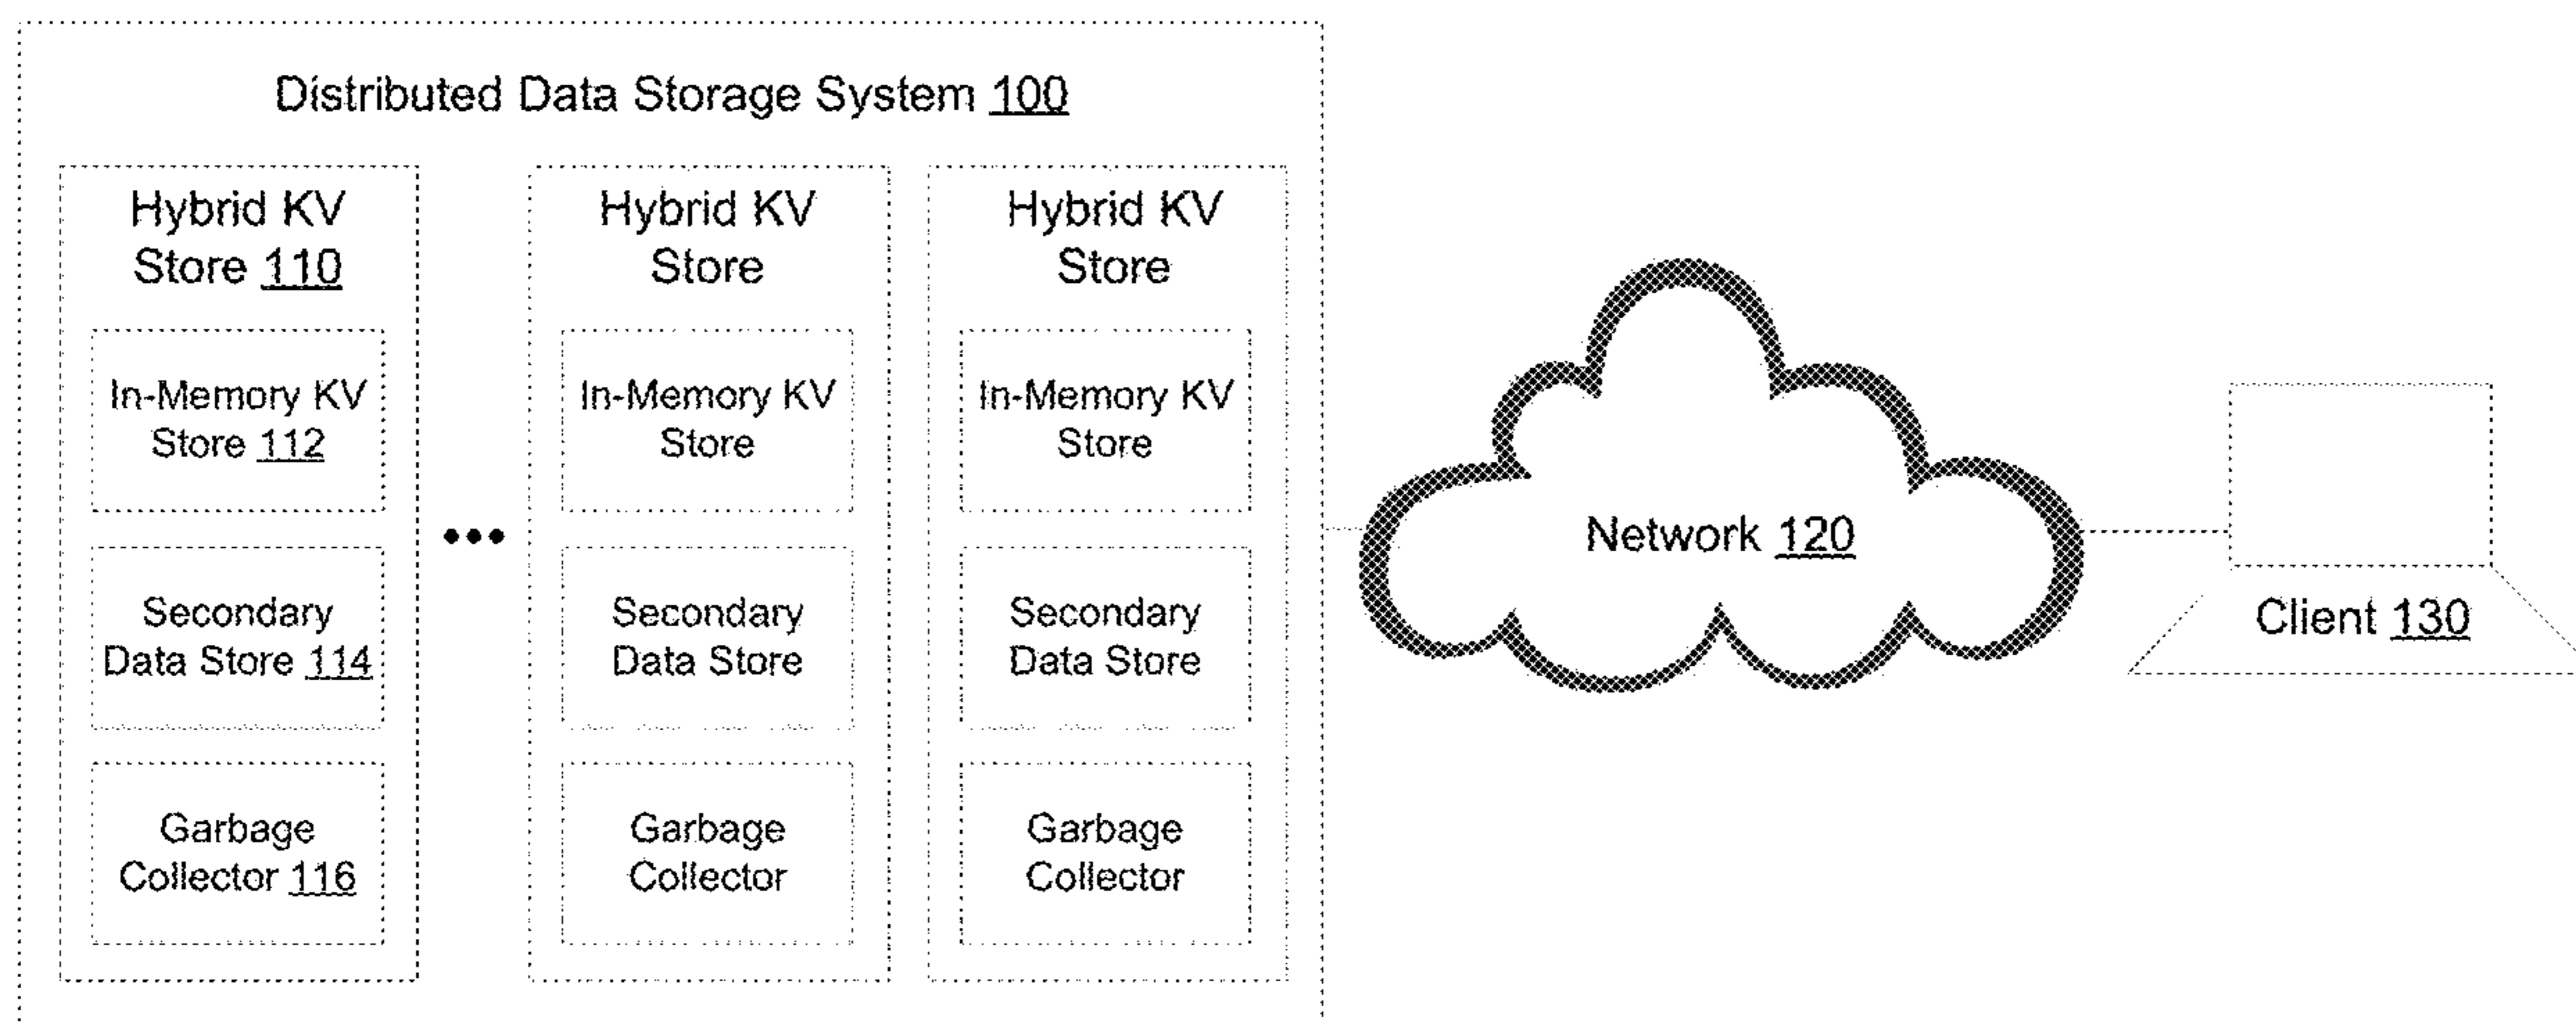 Distributed Data Storage System 100
Hybrid KV
Store 110
In-Memory KV
Store 112
Secondary
Data Store 114
Garbage
Collector 116
Hybrid KV
Store
In-Memory KV
Store
Secondary
Data Store
Garbage
Collector
Hybrid KV
Store
In-Memory KV
Store
Secondary
Data Store
Garbage
Collector
Network 120
Client 130